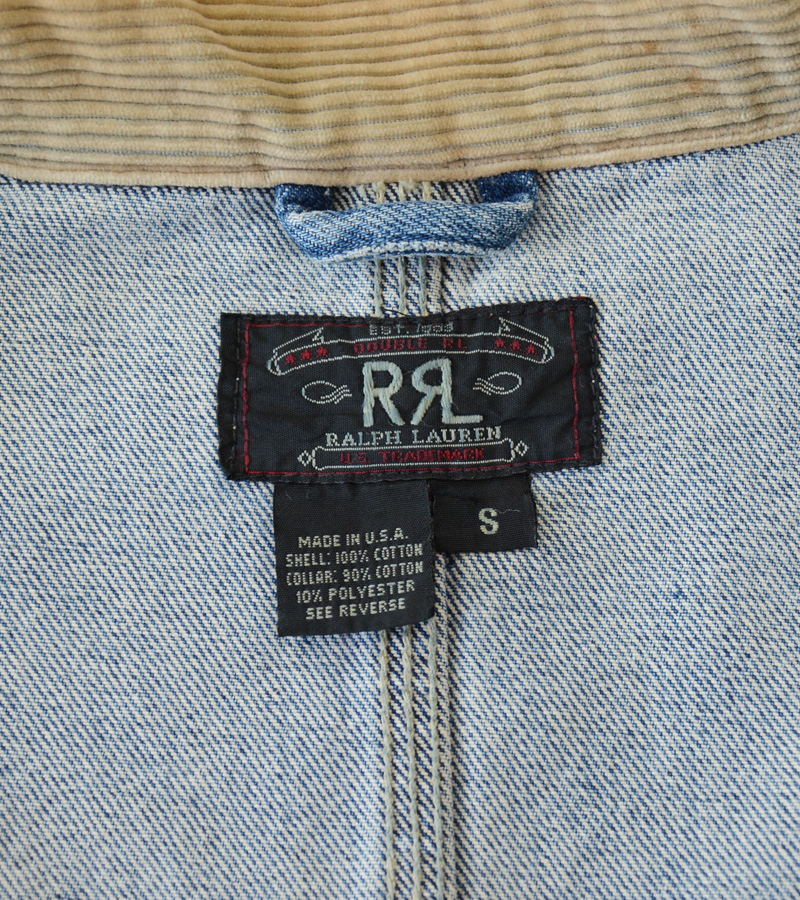 EST. 1993
DOUBLE RL
RRL
RALPH LAUREN
U.S. TRADEMARK
S
MADE IN U.S.A.
SHELL: 100% COTTON
COLLAR: 90% COTTON
10% POLYESTER
SEE REVERSE